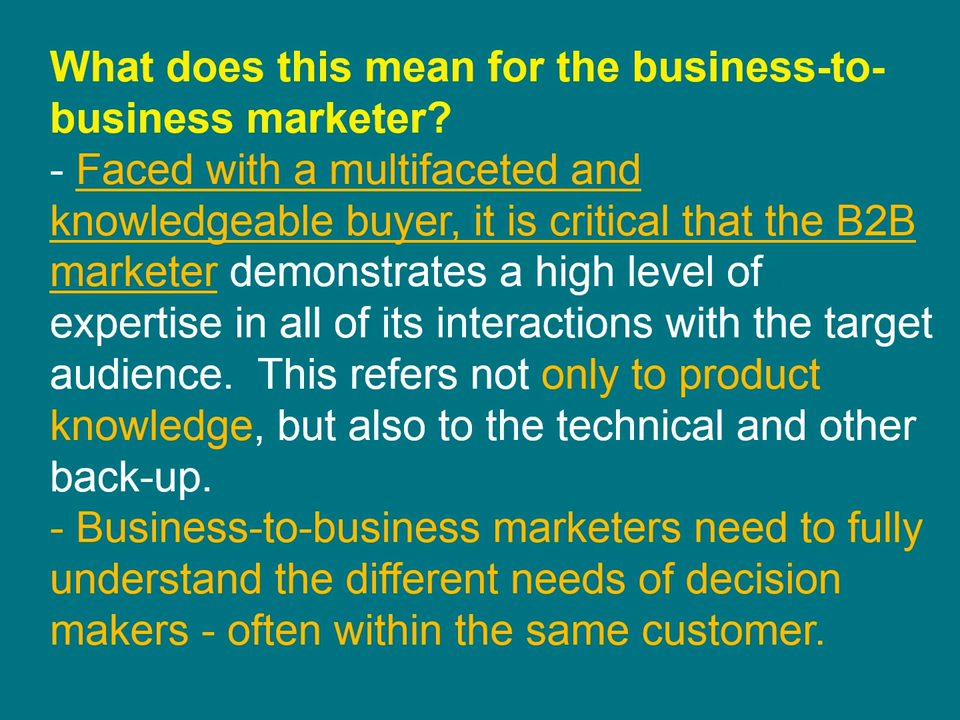 What does this mean for the business-to-
business marketer?
- Faced with a multifaceted and
knowledgeable buyer, it is critical that the B2B
marketer demonstrates a high level of
expertise in all of its interactions with the target
audience.  This refers not only to product
knowledge, but also to the technical and other
back-up.
- Business-to-business marketers need to fully
understand the different needs of decision
makers - often within the same customer.